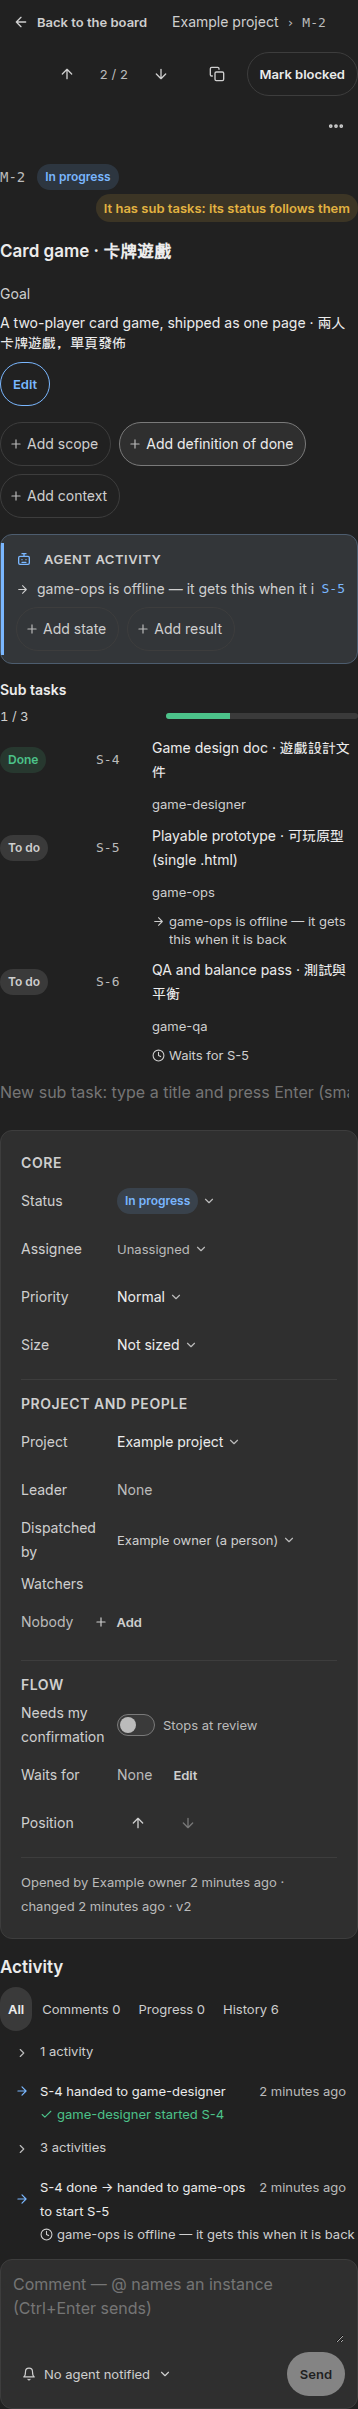 Back to the board Example project › M-2
2 / 2 Mark blocked
M-2 In progress
It has sub tasks: its status follows them
Card game · 卡牌遊戲
Goal
A two-player card game, shipped as one page · 兩人
卡牌遊戲，單頁發佈
Edit
+ Add scope + Add definition of done
+ Add context
AGENT ACTIVITY
→ game-ops is offline — it gets this when it i S-5
+ Add state + Add result
Sub tasks
1 / 3
Done S-4 Game design doc · 遊戲設計文
件
game-designer
To do S-5 Playable prototype · 可玩原型
(single .html)
game-ops
→ game-ops is offline — it gets
this when it is back
To do S-6 QA and balance pass · 測試與
平衡
game-qa
Waits for S-5
New sub task: type a title and press Enter (sma
CORE
Status In progress
Assignee Unassigned
Priority Normal
Size Not sized
PROJECT AND PEOPLE
Project Example project
Leader None
Dispatched
by Example owner (a person)
Watchers
Nobody + Add
FLOW
Needs my
confirmation Stops at review
Waits for None Edit
Position ↑ ↓
Opened by Example owner 2 minutes ago ·
changed 2 minutes ago · v2
Activity
All Comments 0 Progress 0 History 6
1 activity
→ S-4 handed to game-designer 2 minutes ago
✓ game-designer started S-4
3 activities
→ S-4 done → handed to game-ops 2 minutes ago
to start S-5
game-ops is offline — it gets this when it is back
Comment — @ names an instance
(Ctrl+Enter sends)
No agent notified Send